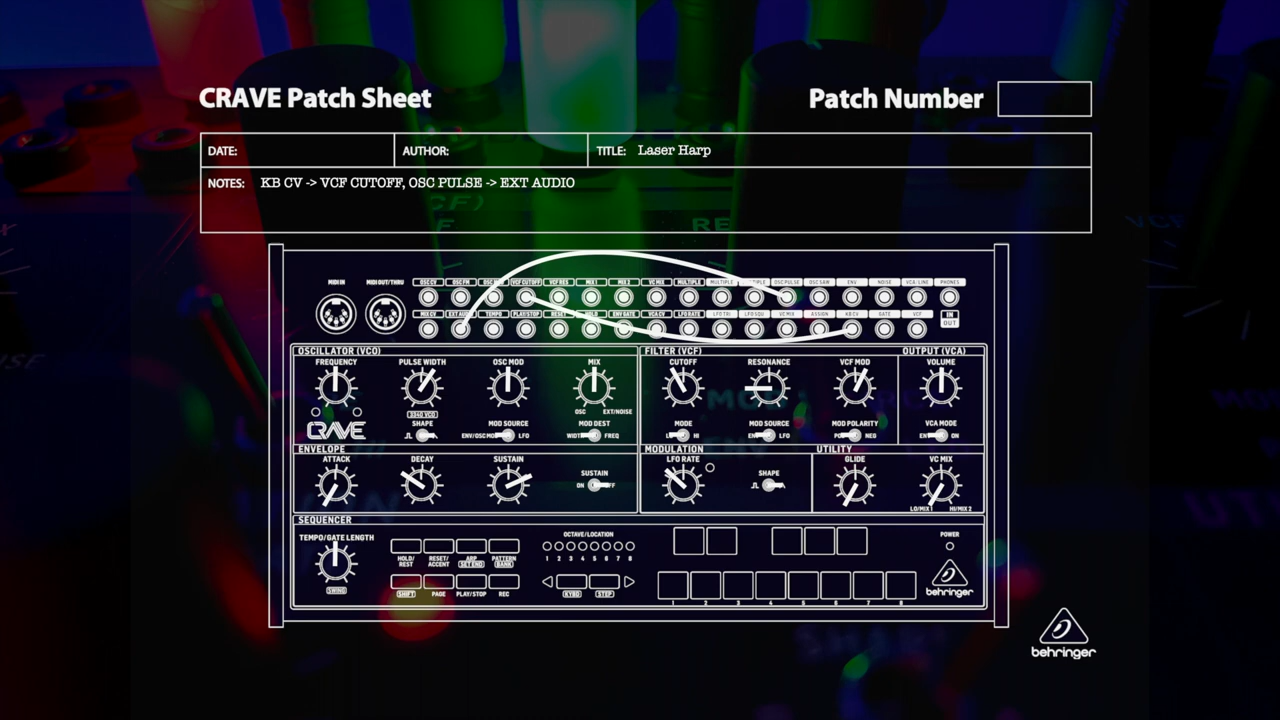 CRAVE Patch Sheet
Patch Number
DATE:
AUTHOR:
TITLE: Laser Harp
NOTES: KB CV -> VCF CUTOFF, OSC PULSE -> EXT AUDIO
MIDI IN MIDI OUT/THRU
OSC CV OSC FM VCF CUTOFF VCF RES MIX 1 MIX 2 VC MIX MULTIPLE MULTIPLE OSC PULSE OSC SAW ENV NOISE VCA/LINE PHONES
MIX CV TEMPO PLAY/STOP RESET HOLD ENV GATE VCA CV LFO RATE LFO TRI LFO SQU VC MIX ASSIGN KB CV GATE VCF
IN
OUT
OSCILLATOR (VCO) FILTER (VCF) OUTPUT (VCA)
FREQUENCY PULSE WIDTH OSC MOD MIX CUTOFF RESONANCE VCF MOD VOLUME
OSC EXT/NOISE
3340 VCO
SHAPE MOD SOURCE MOD DEST MODE MOD SOURCE MOD POLARITY VCA MODE
CRAVE
ENV/OSC MOD LFO FREQ HI LFO NEG ON
ENVELOPE MODULATION UTILITY
ATTACK DECAY SUSTAIN LFO RATE GLIDE VC MIX
SUSTAIN SHAPE
ON
LO/MIX 1 HI/MIX 2
SEQUENCER
TEMPO/GATE LENGTH
OCTAVE/LOCATION
1 2 3 4 5 6 7 8
POWER
HOLD/
REST
RESET/
ACCENT
ARP
SET END
PATTERN
BANK
SWING
SHIFT PAGE PLAY/STOP REC
KYBD STEP
behringer
1 2 3 4 5 6 7 8
behringer